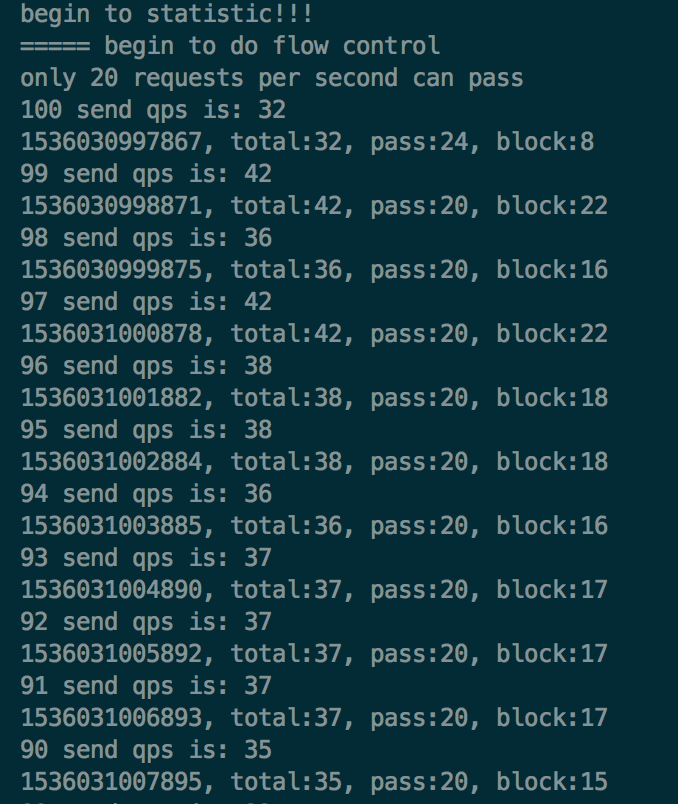 begin to statistic!!!
===== begin to do flow control
only 20 requests per second can pass
100 send qps is: 32
1536030997867, total:32, pass:24, block:8
99 send qps is: 42
1536030998871, total:42, pass:20, block:22
98 send qps is: 36
1536030999875, total:36, pass:20, block:16
97 send qps is: 42
1536031000878, total:42, pass:20, block:22
96 send qps is: 38
1536031001882, total:38, pass:20, block:18
95 send qps is: 38
1536031002884, total:38, pass:20, block:18
94 send qps is: 36
1536031003885, total:36, pass:20, block:16
93 send qps is: 37
1536031004890, total:37, pass:20, block:17
92 send qps is: 37
1536031005892, total:37, pass:20, block:17
91 send qps is: 37
1536031006893, total:37, pass:20, block:17
90 send qps is: 35
1536031007895, total:35, pass:20, block:15